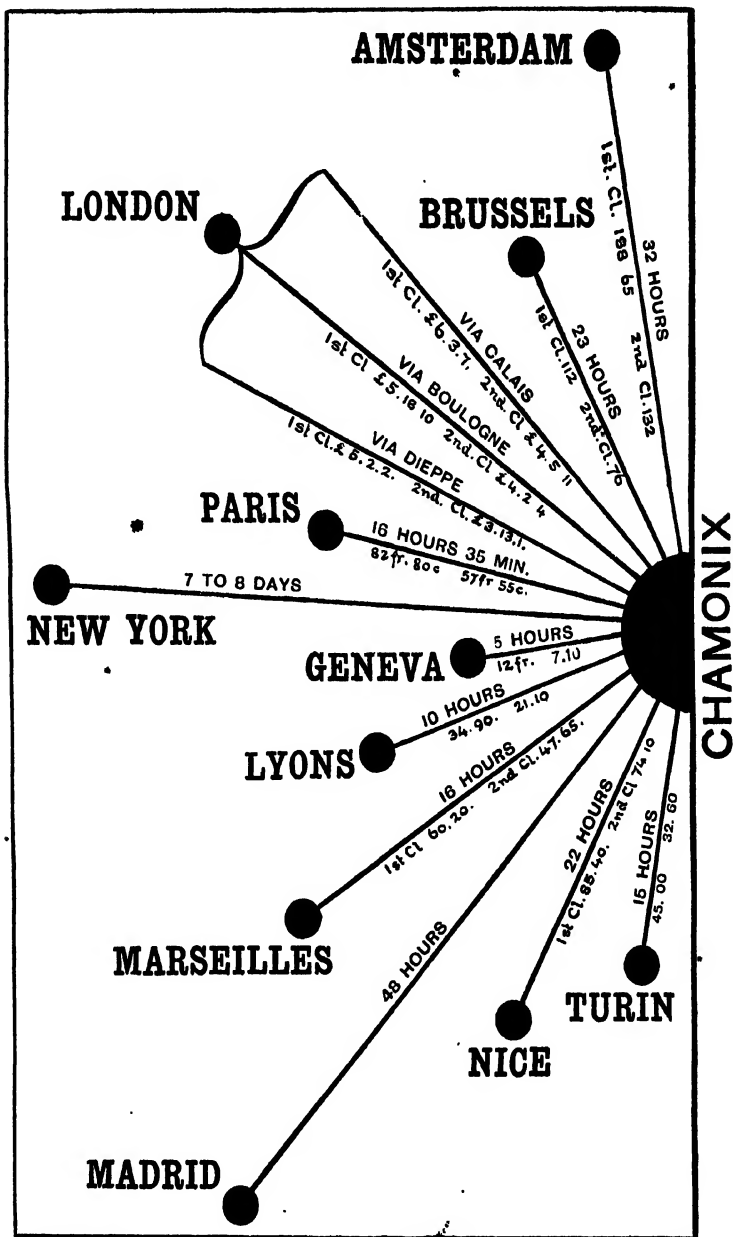 AMSTERDAM
32 HOURS
1st. Cl. 188 65 2nd Cl. 132
LONDON
BRUSSELS
23 HOURS
1st Cl. 112 2nd. Cl. 76
VIA CALAIS
1st Cl. £6.3.7. 2nd Cl £4.5 11
VIA BOULOGNE
1st Cl £5.16 10 2nd. Cl £4.2 4
VIA DIEPPE
1st Cl. £5.2.2. 2nd. Cl. £3.13.1.
PARIS
16 HOURS 35 MIN.
82fr. 80c 57fr 55c.
7 TO 8 DAYS
NEW YORK
CHAMONIX
5 HOURS
12fr. 7.10
GENEVA
10 HOURS
34.90. 21.10
LYONS
16 HOURS
1st Cl 60.20. 2nd Cl. 47.65.
MARSEILLES
22 HOURS
1st Cl. 85.40. 2nd Cl 74 10
15 HOURS
45.00 32.60
48 HOURS
TURIN
NICE
MADRID